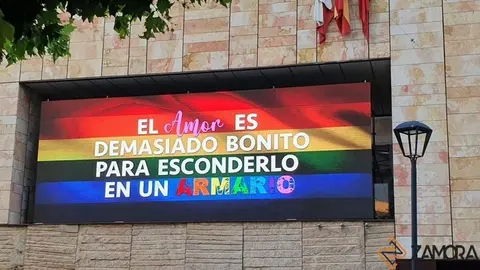 EL Amor ES
DEMASIADO BONITO
PARA ESCONDERLO
EN UN ARMARIO
ZAMORA